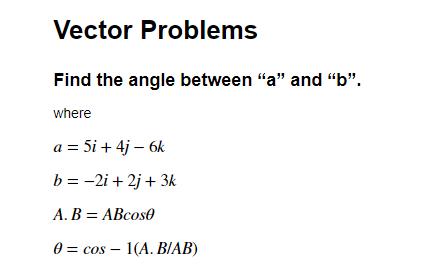 Vector Problems
Find the angle between “a” and “b”.
where
a = 5i + 4j – 6k
b = –2i + 2j + 3k
A. B = ABcosθ
θ = cos – 1(A. B/AB)